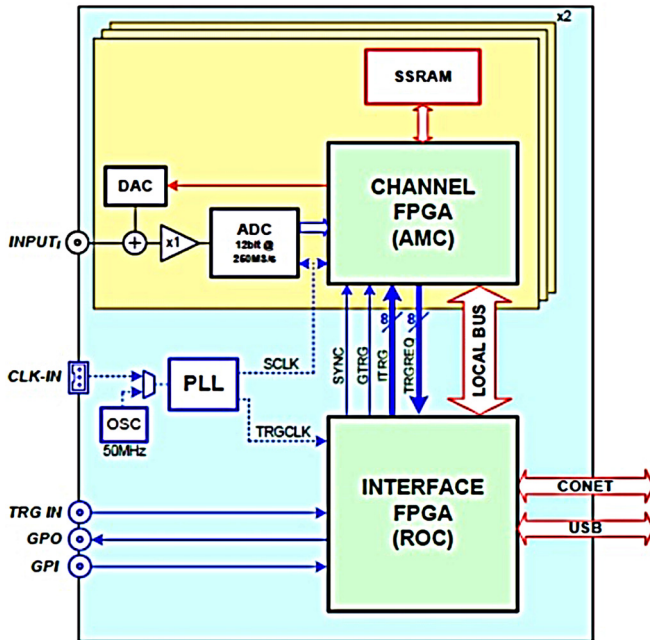 x2
SSRAM
DAC
CHANNEL
FPGA
(AMC)
ADC
12bit @
250MS/s
INPUTi
x1
8
8
SYNC
GTRG
ITRG
TRGREQ
LOCAL BUS
SCLK
CLK-IN
PLL
OSC
50MHz
TRGCLK
INTERFACE
FPGA
(ROC)
CONET
USB
TRG IN
GPO
GPI